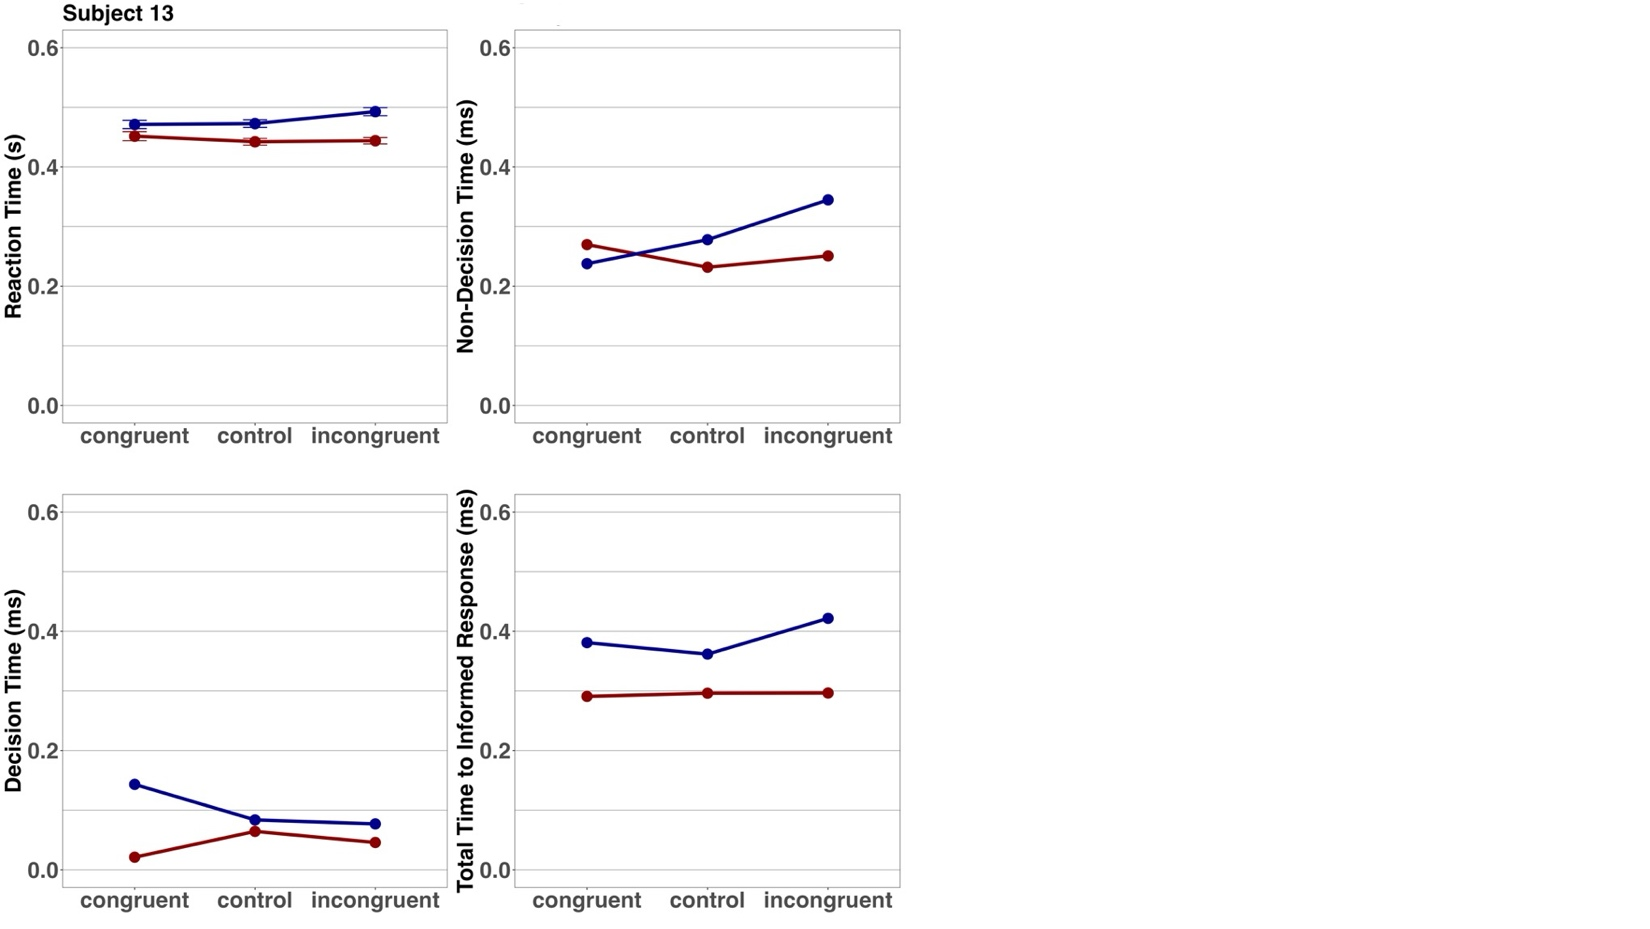 Subject 13
Reaction Time (s)
0.6
0.4
0.2
0.0
congruent control incongruent
Non-Decision Time (ms)
0.6
0.4
0.2
0.0
congruent control incongruent
Decision Time (ms)
0.6
0.4
0.2
0.0
congruent control incongruent
Total Time to Informed Response (ms)
0.6
0.4
0.2
0.0
congruent control incongruent